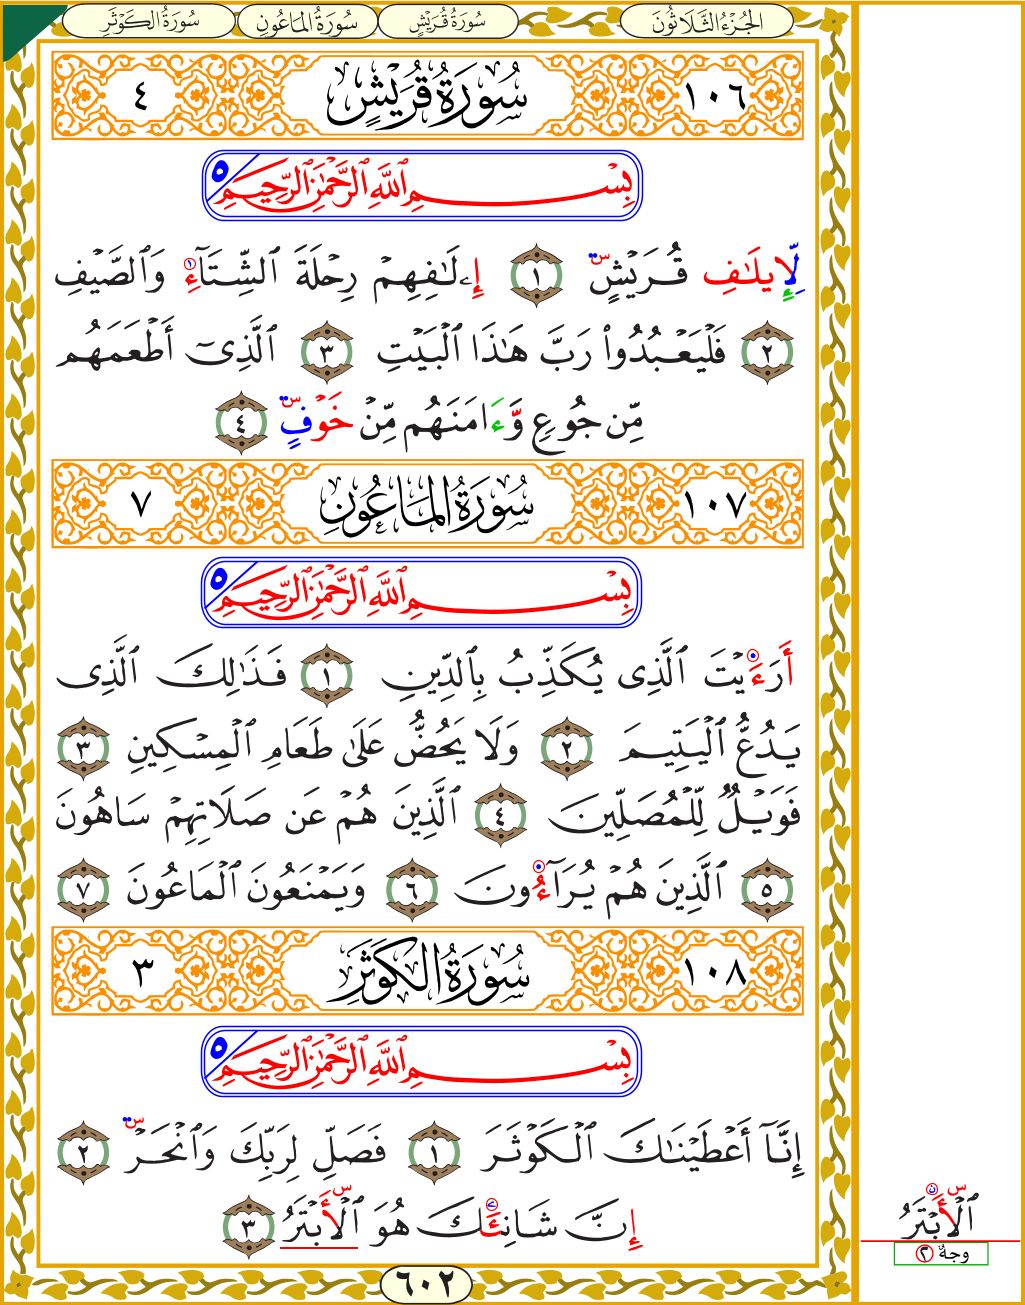 الجُزْءُ الثَّلَاثُونَ سُورَةُ قُرَيْشٍ سُورَةُ المَاعُونِ سُورَةُ الكَوْثَرِ
١٠٦ سُورَةُ قُرَيْشٍ ٤
بِسْمِ ٱللَّهِ ٱلرَّحْمَٰنِ ٱلرَّحِيمِ ٥
لِإِيلَٰفِ قُرَيْشٍ ١ إِۦلَٰفِهِمْ رِحْلَةَ ٱلشِّتَآءِ وَٱلصَّيْفِ
٢ فَلْيَعْبُدُوا۟ رَبَّ هَٰذَا ٱلْبَيْتِ ٣ ٱلَّذِىٓ أَطْعَمَهُم
مِّن جُوعٍ وَءَامَنَهُم مِّنْ خَوْفٍ ٤
١٠٧ سُورَةُ المَاعُونِ ٧
بِسْمِ ٱللَّهِ ٱلرَّحْمَٰنِ ٱلرَّحِيمِ ٥
أَرَءَيْتَ ٱلَّذِى يُكَذِّبُ بِٱلدِّينِ ١ فَذَٰلِكَ ٱلَّذِى
يَدُعُّ ٱلْيَتِيمَ ٢ وَلَا يَحُضُّ عَلَىٰ طَعَامِ ٱلْمِسْكِينِ ٣
فَوَيْلٌ لِّلْمُصَلِّينَ ٤ ٱلَّذِينَ هُمْ عَن صَلَاتِهِمْ سَاهُونَ
٥ ٱلَّذِينَ هُمْ يُرَآءُونَ ٦ وَيَمْنَعُونَ ٱلْمَاعُونَ ٧
١٠٨ سُورَةُ الكَوْثَرِ ٣
بِسْمِ ٱللَّهِ ٱلرَّحْمَٰنِ ٱلرَّحِيمِ ٥
إِنَّآ أَعْطَيْنَٰكَ ٱلْكَوْثَرَ ١ فَصَلِّ لِرَبِّكَ وَٱنْحَرْ ٢
إِنَّ شَانِئَكَ هُوَ ٱلْأَبْتَرُ ٣
ٱلْأَبْتَرُ
وجهٌ ٢
٦٠٢